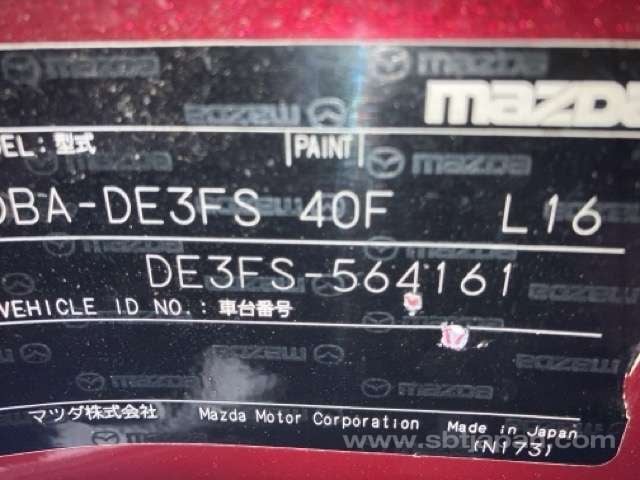 mazda
DEL: 型式 PAINT
DBA-DE3FS 40F L16
DE3FS-564161
VEHICLE ID NO.: 車台番号
マツダ株式会社 Mazda Motor Corporation Made in Japan
www.sbtjapan.com
(N173)